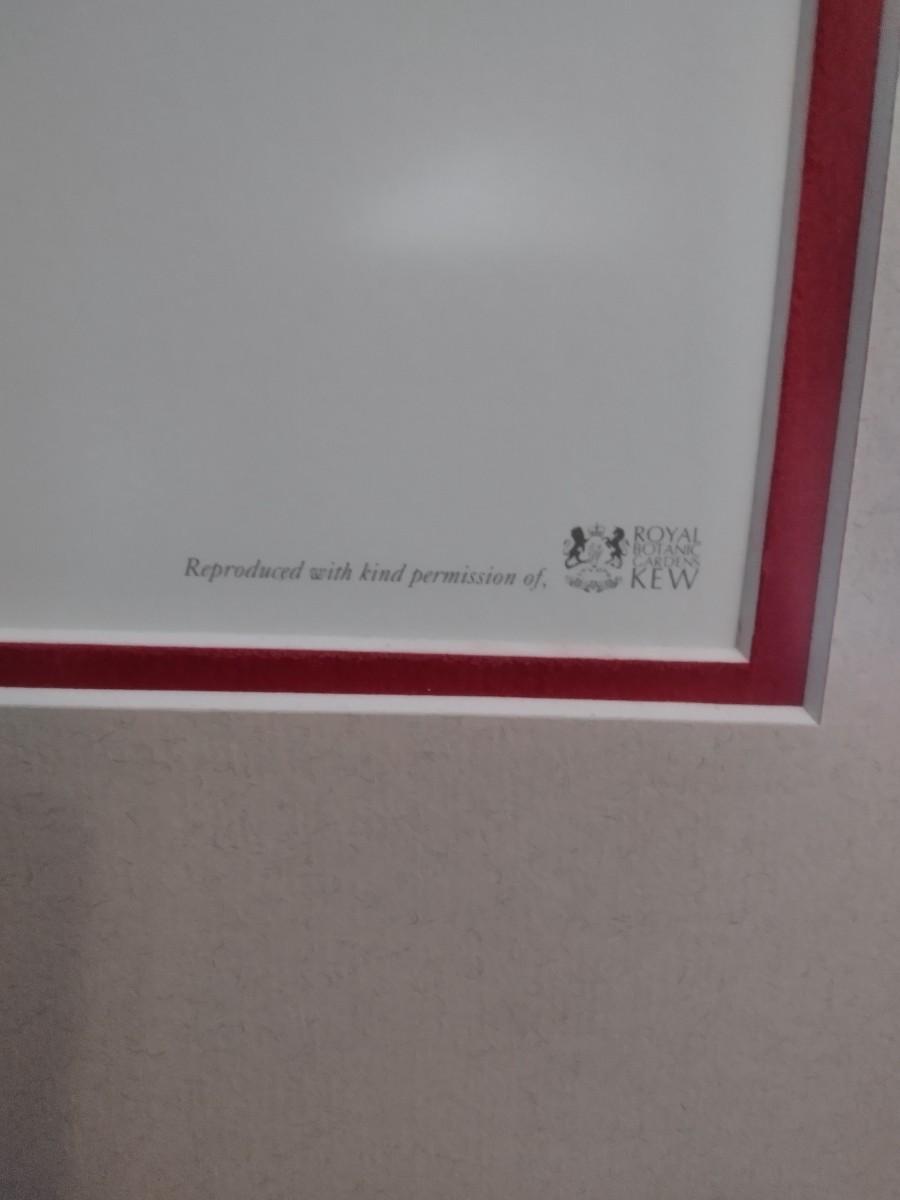 Reproduced with kind permission of,
ROYAL
BOTANIC
GARDENS
KEW